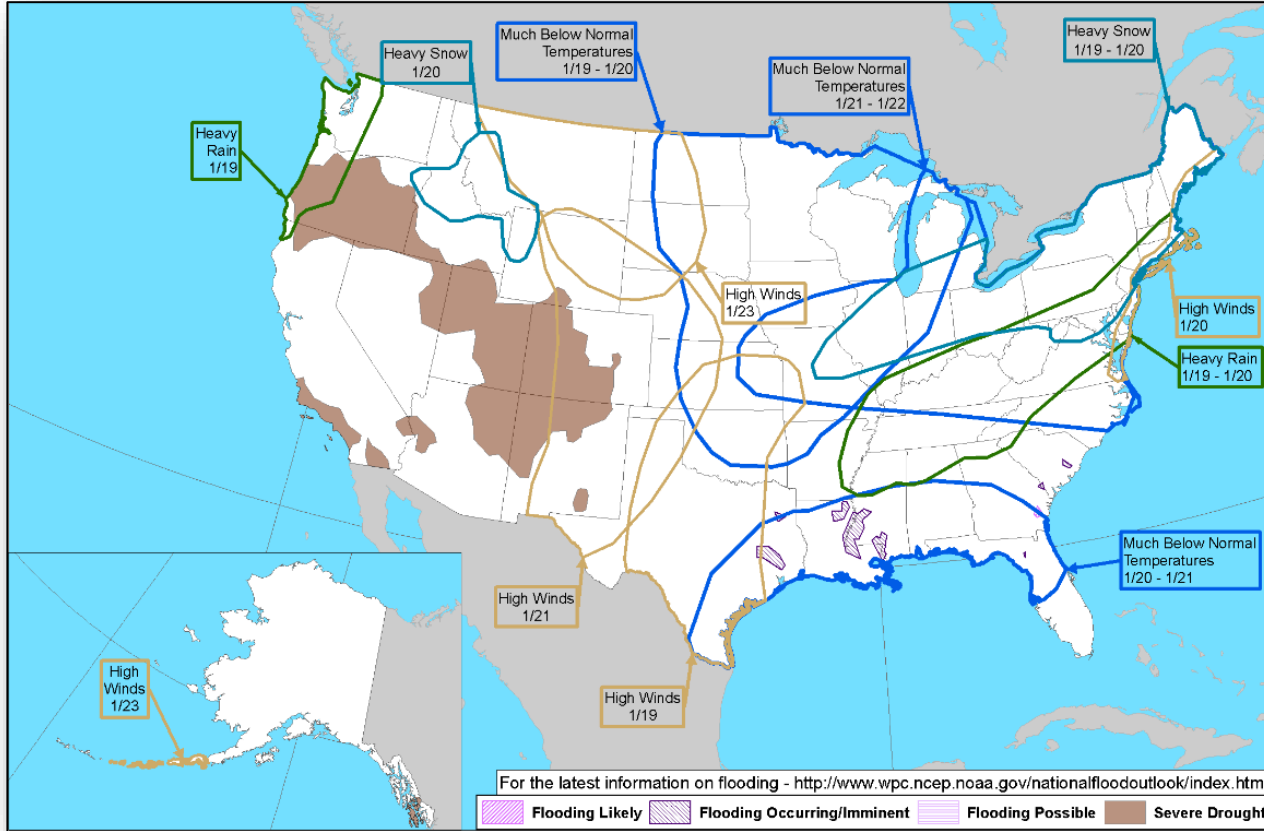 Heavy Snow
1/20
Much Below Normal
Temperatures
1/19 - 1/20
Much Below Normal
Temperatures
1/21 - 1/22
Heavy Snow
1/19 - 1/20
Heavy
Rain
1/19
High Winds
1/23
High Winds
1/20
Heavy Rain
1/19 - 1/20
Much Below Normal
Temperatures
1/20 - 1/21
High Winds
1/21
High
Winds
1/23
High Winds
1/19
For the latest information on flooding - http://www.wpc.ncep.noaa.gov/nationalfloodoutlook/index.htm
Flooding Likely
Flooding Occurring/Imminent
Flooding Possible
Severe Drought